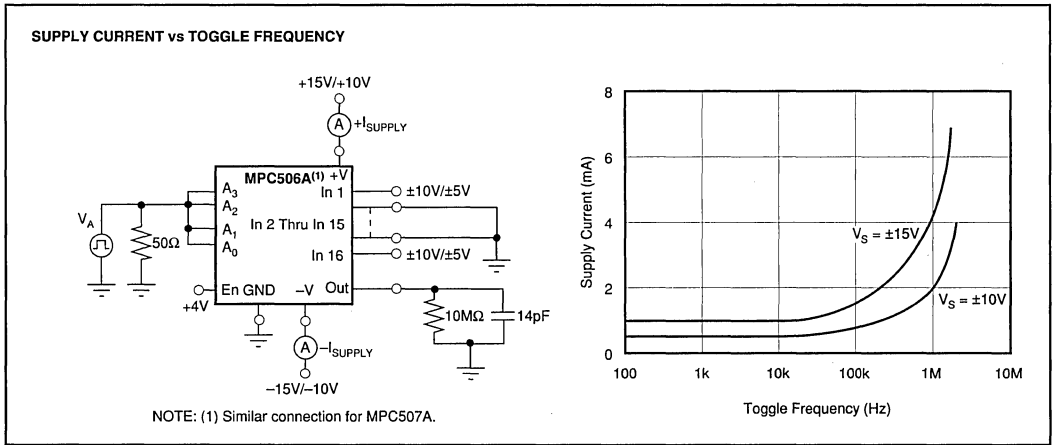 SUPPLY CURRENT vs TOGGLE FREQUENCY
+15V/+10V
A
+I_SUPPLY
MPC506A(1) +V
A3
A2
A1
A0
In 1
In 2 Thru In 15
In 16
±10V/±5V
±10V/±5V
VA
50Ω
En GND
–V
Out
+4V
10MΩ
14pF
A
–I_SUPPLY
–15V/–10V
NOTE: (1) Similar connection for MPC507A.
Supply Current (mA)
8
6
4
2
0
VS = ±15V
VS = ±10V
100
1k
10k
100k
1M
10M
Toggle Frequency (Hz)